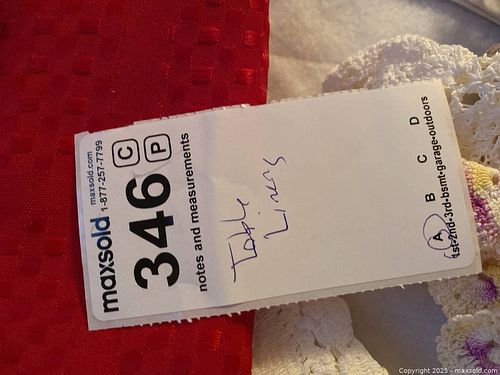 maxsold
maxsold.com
1-877-257-7799
346
C
P
notes and measurements
Table
Linens
A B C D
1st-2nd-3rd-bsmt-garage-outdoors
Copyright 2025 - maxsold.com